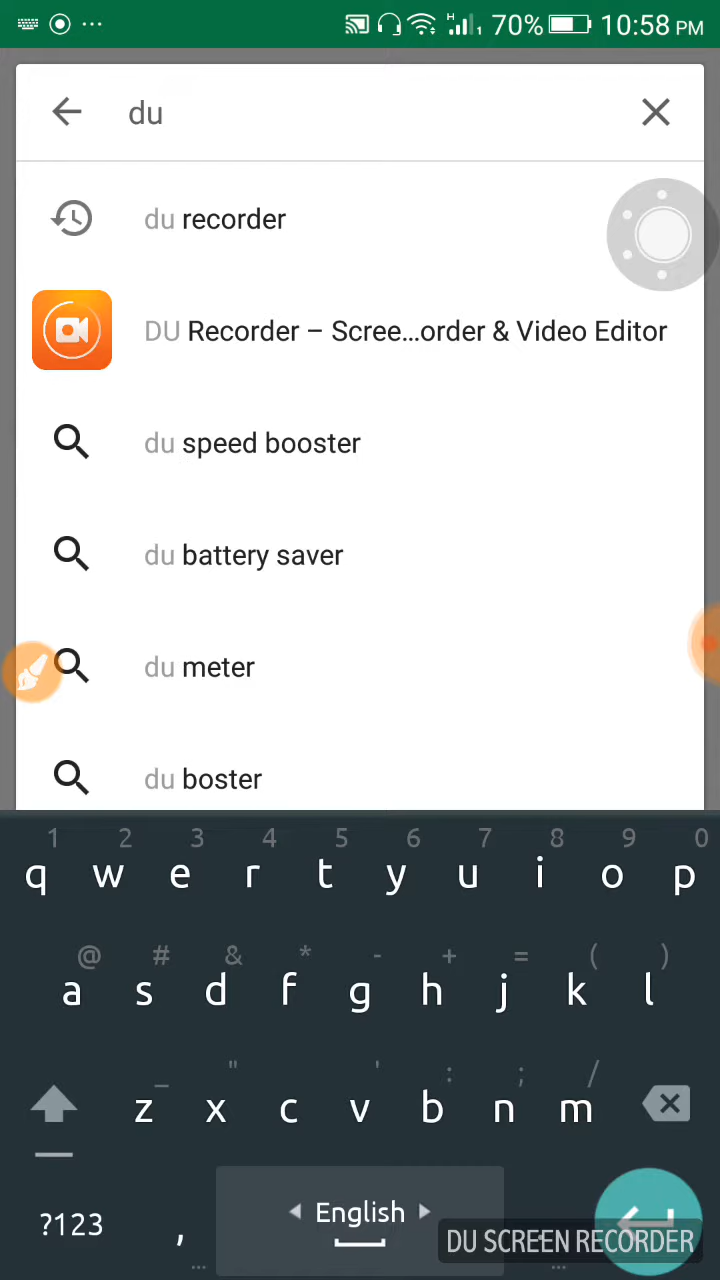 70% 10:58 PM
du
du recorder
DU Recorder – Scree...order & Video Editor
du speed booster
du battery saver
du meter
du boster
1 2 3 4 5 6 7 8 9 0
q w e r t y u i o p
@ # & * - + = ( )
a s d f g h j k l
_ " ' : ; /
z x c v b n m
?123 , English
DU SCREEN RECORDER